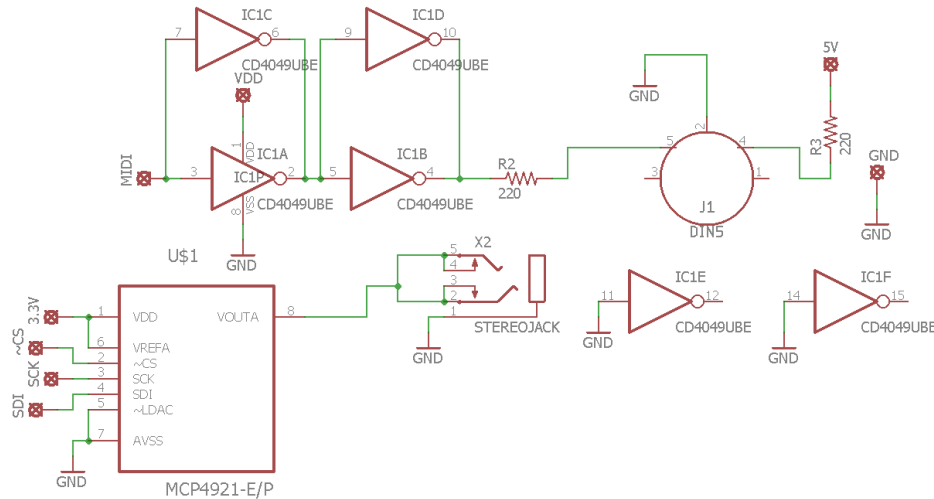 IC1C
7
6
CD4049UBE
IC1D
9
10
CD4049UBE
VDD
1
VDD
IC1A
3
IC1P
2
CD4049UBE
8
VSS
GND
MIDI
IC1B
5
4
CD4049UBE
R2
220
GND
2
5
4
3
1
J1
DIN5
5V
R3
220
GND
GND
U$1
3.3V
~CS
SCK
SDI
1
VDD
6
VREFA
2
~CS
3
SCK
4
SDI
5
~LDAC
7
AVSS
VOUTA
8
GND
MCP4921-E/P
X2
5
4
3
2
1
STEREOJACK
GND
IC1E
11
12
CD4049UBE
GND
IC1F
14
15
CD4049UBE
GND